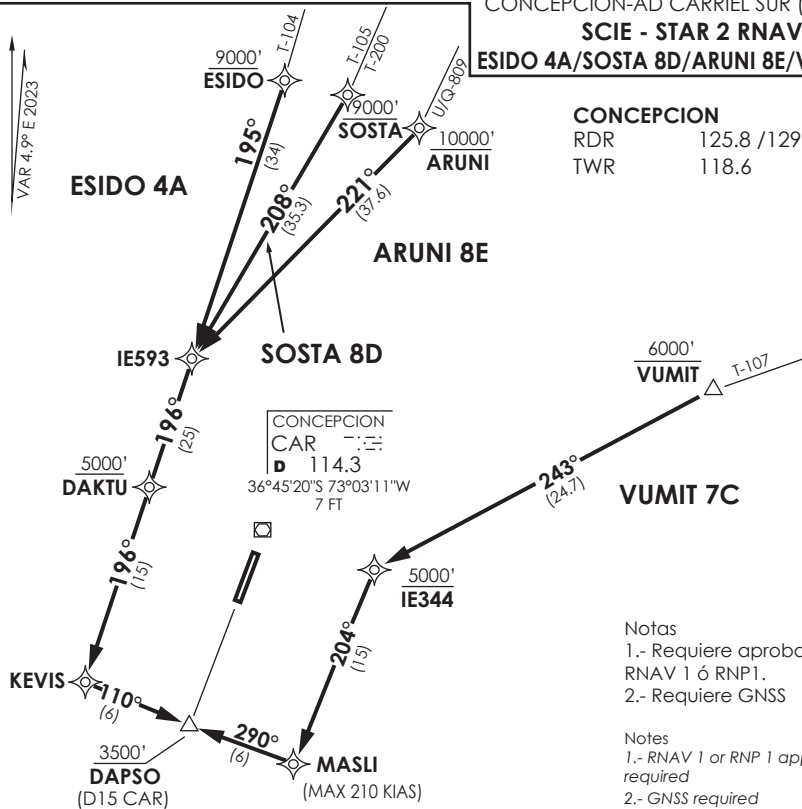 CONCEPCION-AD CARRIEL SUR (
SCIE - STAR 2 RNAV
ESIDO 4A/SOSTA 8D/ARUNI 8E/V
VAR 4.9° E 2023
9000'
ESIDO
T-104
9000'
SOSTA
T-105
T-200
10000'
ARUNI
U/Q-809
CONCEPCION
RDR 125.8 /129
TWR 118.6
195°
(34)
208°
(35.3)
221°
(37.6)
ESIDO 4A
ARUNI 8E
SOSTA 8D
IE593
6000'
VUMIT
T-107
196°
(25)
CONCEPCION
CAR
D 114.3
36°45'20"S 73°03'11"W
7 FT
5000'
DAKTU
243°
(24.7)
VUMIT 7C
196°
(15)
5000'
IE344
204°
(15)
KEVIS
110°
(6)
290°
(6)
3500'
DAPSO
(D15 CAR)
MASLI
(MAX 210 KIAS)
Notas
1.- Requiere aproba
RNAV 1 ó RNP1.
2.- Requiere GNSS
Notes
1.- RNAV 1 or RNP 1 app
required
2.- GNSS required